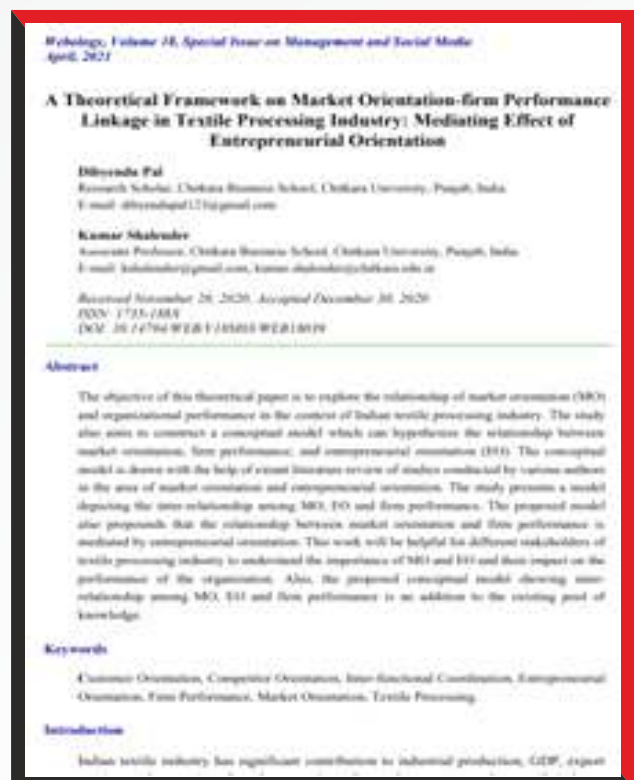 Webology, Volume 18, Special Issue on Management and Social Media
April, 2021
A Theoretical Framework on Market Orientation-firm Performance
Linkage in Textile Processing Industry: Mediating Effect of
Entrepreneurial Orientation
Dibyendu Pal
Research Scholar, Chitkara Business School, Chitkara University, Punjab, India.
E-mail:
Kumar Shalender
Associate Professor, Chitkara Business School, Chitkara University, Punjab, India.
E-mail:
Received November 20, 2020; Accepted December 30, 2020
ISSN: 1735-188X
DOI:
Abstract
The objective of this theoretical paper is to explore the relationship of market orientation (MO)
and organizational performance in the context of Indian textile processing industry. The study
also aims to construct a conceptual model which can hypothesize the relationship between
market orientation, firm performance, and entrepreneurial orientation (EO). The conceptual
model is drawn with the help of extant literature review of studies conducted by various authors
in the area of market orientation and entrepreneurial orientation. The study presents a model
depicting the inter-relationship among MO, EO and firm performance. The proposed model
also propounds that the relationship between market orientation and firm performance is
mediated by entrepreneurial orientation. This work will be helpful for different stakeholders of
textile processing industry to understand the importance of MO and EO and their impact on the
performance of the organization. Also, the proposed conceptual model showing inter-
relationship among MO, EO and firm performance is an addition to the existing pool of
knowledge.
Keywords
Customer Orientation, Competitor Orientation, Inter-functional Coordination, Entrepreneurial
Orientation, Firm Performance, Market Orientation, Textile Processing.
Introduction
Indian textile industry has significant contribution to industrial production, GDP, export